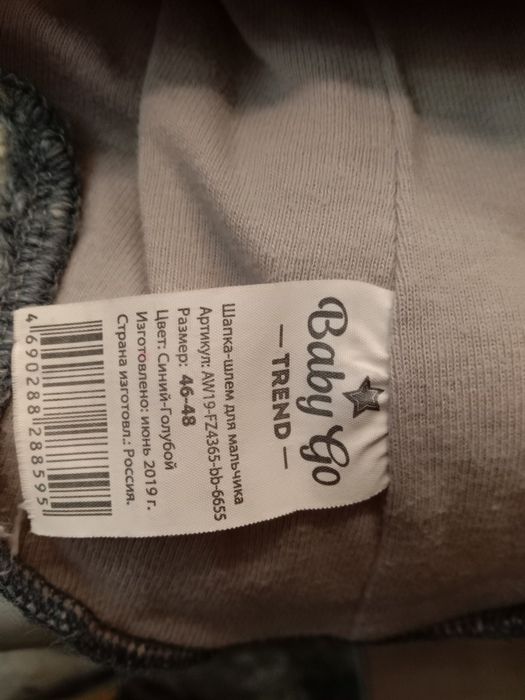 Baby Go
— TREND —
Шапка-шлем для мальчика
Артикул: AW19-FZ4365-bb-6655
Размер: 46-48
Цвет: Синий-Голубой
Изготовлено: июнь 2019 г.
Страна изготовл.: Россия.
4690288288595